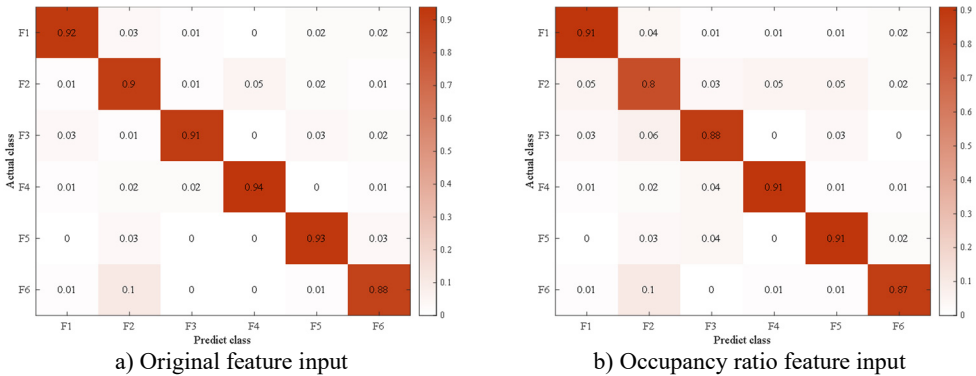 F1 0.92 0.03 0.01 0 0.02 0.02
F2 0.01 0.9 0.01 0.05 0.02 0.01
F3 0.03 0.01 0.91 0 0.03 0.02
F4 0.01 0.02 0.02 0.94 0 0.01
F5 0 0.03 0 0 0.93 0.03
F6 0.01 0.1 0 0 0.01 0.88
F1 F2 F3 F4 F5 F6
Actual class
Predict class
0.9
0.8
0.7
0.6
0.5
0.4
0.3
0.2
0.1
0
a) Original feature input
F1 0.91 0.04 0.01 0.01 0.01 0.02
F2 0.05 0.8 0.03 0.05 0.05 0.02
F3 0.03 0.06 0.88 0 0.03 0
F4 0.01 0.02 0.04 0.91 0.01 0.01
F5 0 0.03 0.04 0 0.91 0.02
F6 0.01 0.1 0 0.01 0.01 0.87
F1 F2 F3 F4 F5 F6
Actual class
Predict class
0.9
0.8
0.7
0.6
0.5
0.4
0.3
0.2
0.1
0
b) Occupancy ratio feature input